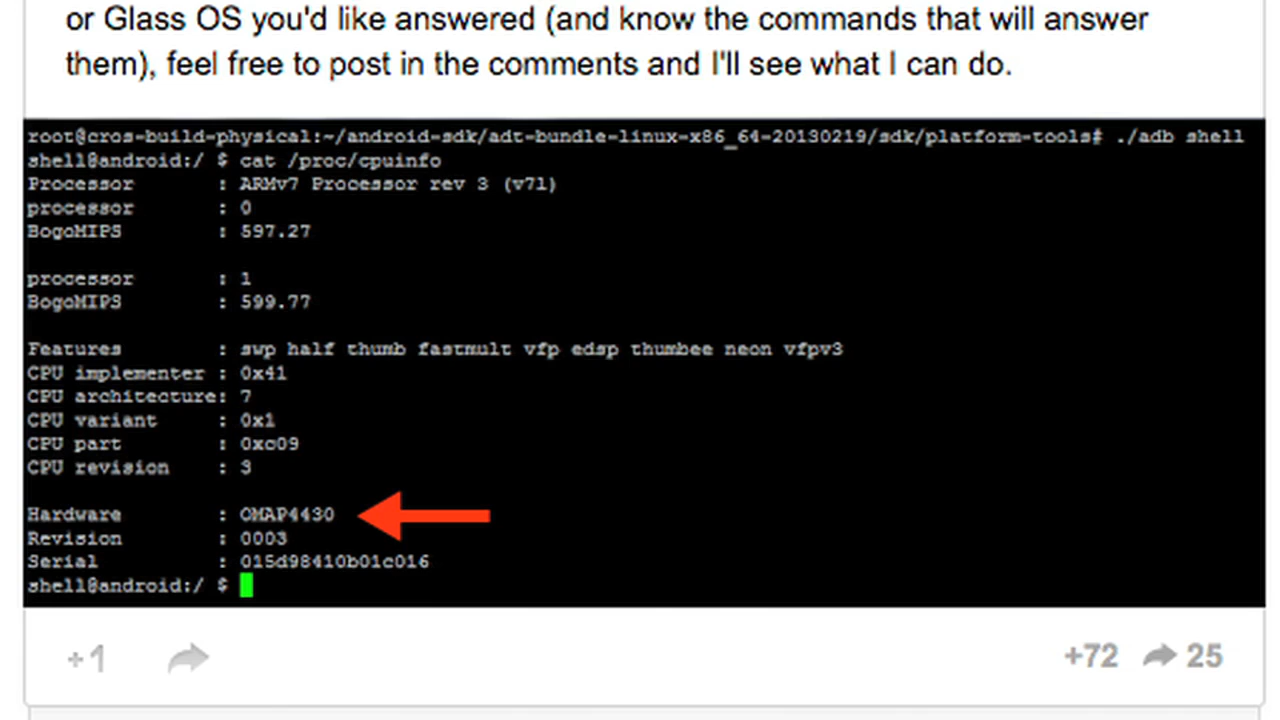 or Glass OS you'd like answered (and know the commands that will answer
them), feel free to post in the comments and I'll see what I can do.
root@cros-build-physical:~/android-sdk/adt-bundle-linux-x86_64-20130219/sdk/platform-tools# ./adb shell
shell@android:/ $ cat /proc/cpuinfo
Processor : ARMv7 Processor rev 3 (v7l)
processor : 0
BogoMIPS : 597.27
processor : 1
BogoMIPS : 599.77
Features : swp half thumb fastmult vfp edsp thumbee neon vfpv3
CPU implementer : 0x41
CPU architecture: 7
CPU variant : 0x1
CPU part : 0xc09
CPU revision : 3
Hardware : OMAP4430
Revision : 0003
Serial : 015d98410b01c016
shell@android:/ $
+1 +72 25